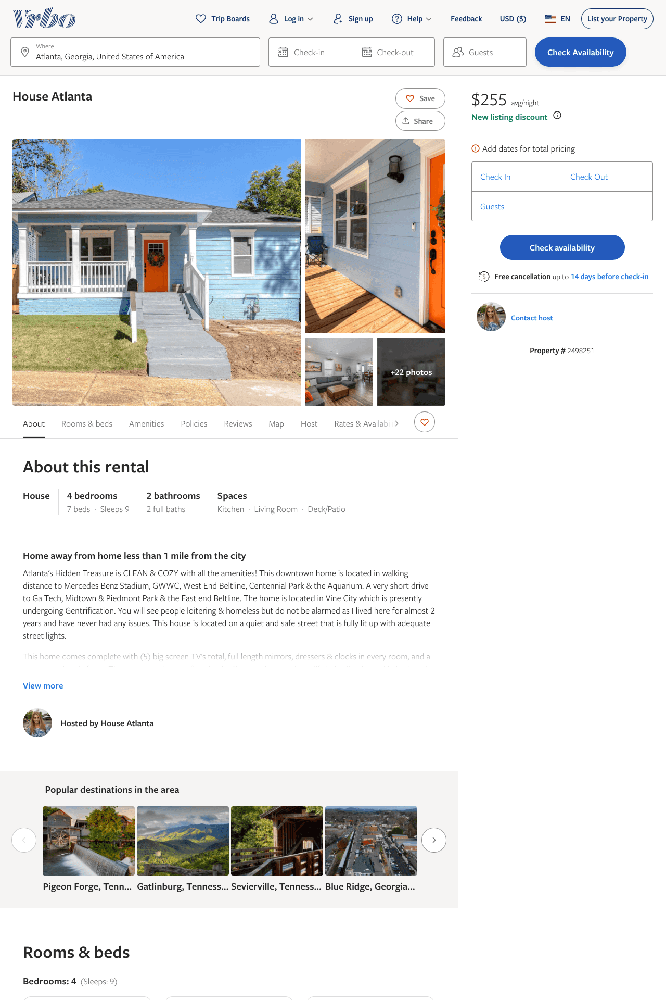 Vrbo
Trip Boards
Log in
Sign up
Help
Feedback
USD ($)
EN
List your Property
Where
Atlanta, Georgia, United States of America
Check-in
Check-out
Guests
Check Availability
House Atlanta
Save
Share
+22 photos
$255 avg/night
New listing discount
Add dates for total pricing
Check In
Check Out
Guests
Check availability
Free cancellation up to 14 days before check-in
Contact host
Property # 2498251
About
Rooms & beds
Amenities
Policies
Reviews
Map
Host
Rates & Availabili
About this rental
House
4 bedrooms
7 beds · Sleeps 9
2 bathrooms
2 full baths
Spaces
Kitchen · Living Room · Deck/Patio
Home away from home less than 1 mile from the city
Atlanta's Hidden Treasure is CLEAN & COZY with all the amenities! This downtown home is located in walking
distance to Mercedes Benz Stadium, GWWC, West End Beltline, Centennial Park & the Aquarium. A very short drive
to Ga Tech, Midtown & Piedmont Park & the East end Beltline. The home is located in Vine City which is presently
undergoing Gentrification. You will see people loitering & homeless but do not be alarmed as I lived here for almost 2
years and have never had any issues. This house is located on a quiet and safe street that is fully lit up with adequate
street lights.
This home comes complete with (5) big screen TV's total, full length mirrors, dressers & clocks in every room, and a
View more
Hosted by House Atlanta
Popular destinations in the area
Pigeon Forge, Tenn...
Gatlinburg, Tenness...
Sevierville, Tenness...
Blue Ridge, Georgia...
Rooms & beds
Bedrooms: 4 (Sleeps: 9)